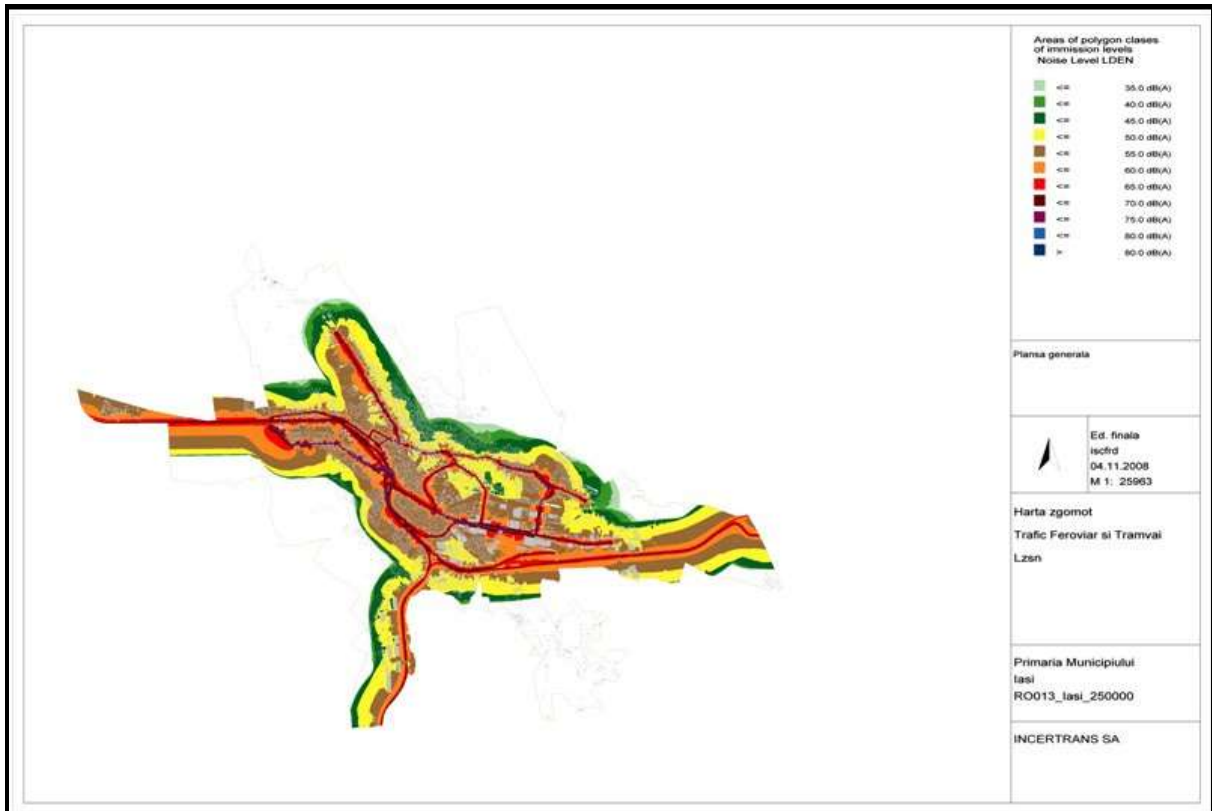 Areas of polygon clases
of immission levels
Noise Level LDEN
<= 35.0 dB(A)
<= 40.0 dB(A)
<= 45.0 dB(A)
<= 50.0 dB(A)
<= 55.0 dB(A)
<= 60.0 dB(A)
<= 65.0 dB(A)
<= 70.0 dB(A)
<= 75.0 dB(A)
<= 80.0 dB(A)
> 80.0 dB(A)
Plansa generala
Ed. finala
iscfrd
04.11.2008
M 1: 25963
Harta zgomot
Trafic Feroviar si Tramvai
Lzsn
Primaria Municipiului
Iasi
RO013_Iasi_250000
INCERTRANS SA